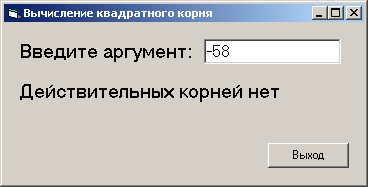 Вычисление квадратного корня
Введите аргумент: -58
Действительных корней нет
Выход